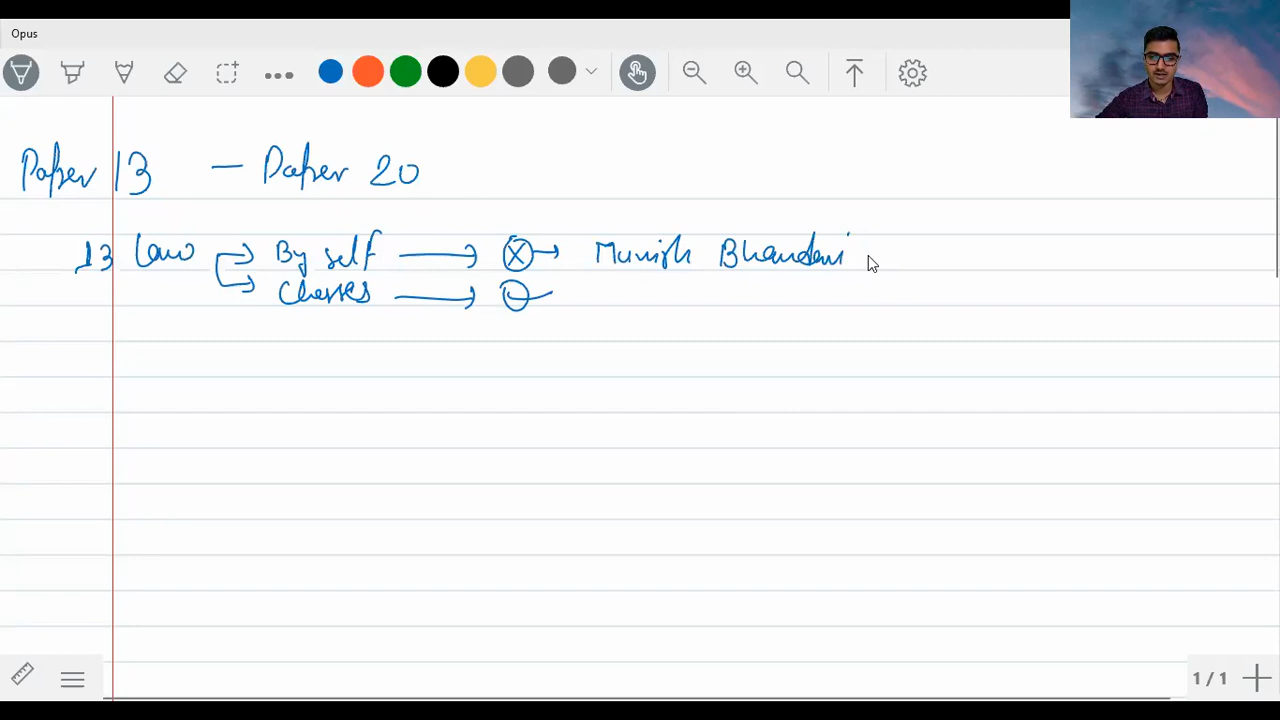 Opus
Paper 13 — Paper 20
13 Law → By self → ⊗→ Munish Bhandari
→ Classes →
1 / 1